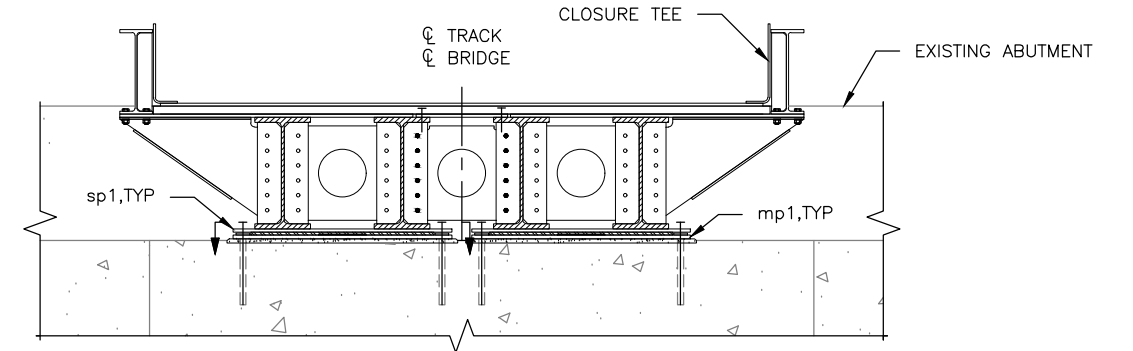 CLOSURE TEE
℄ TRACK
℄ BRIDGE
EXISTING ABUTMENT
sp1,TYP
mp1,TYP